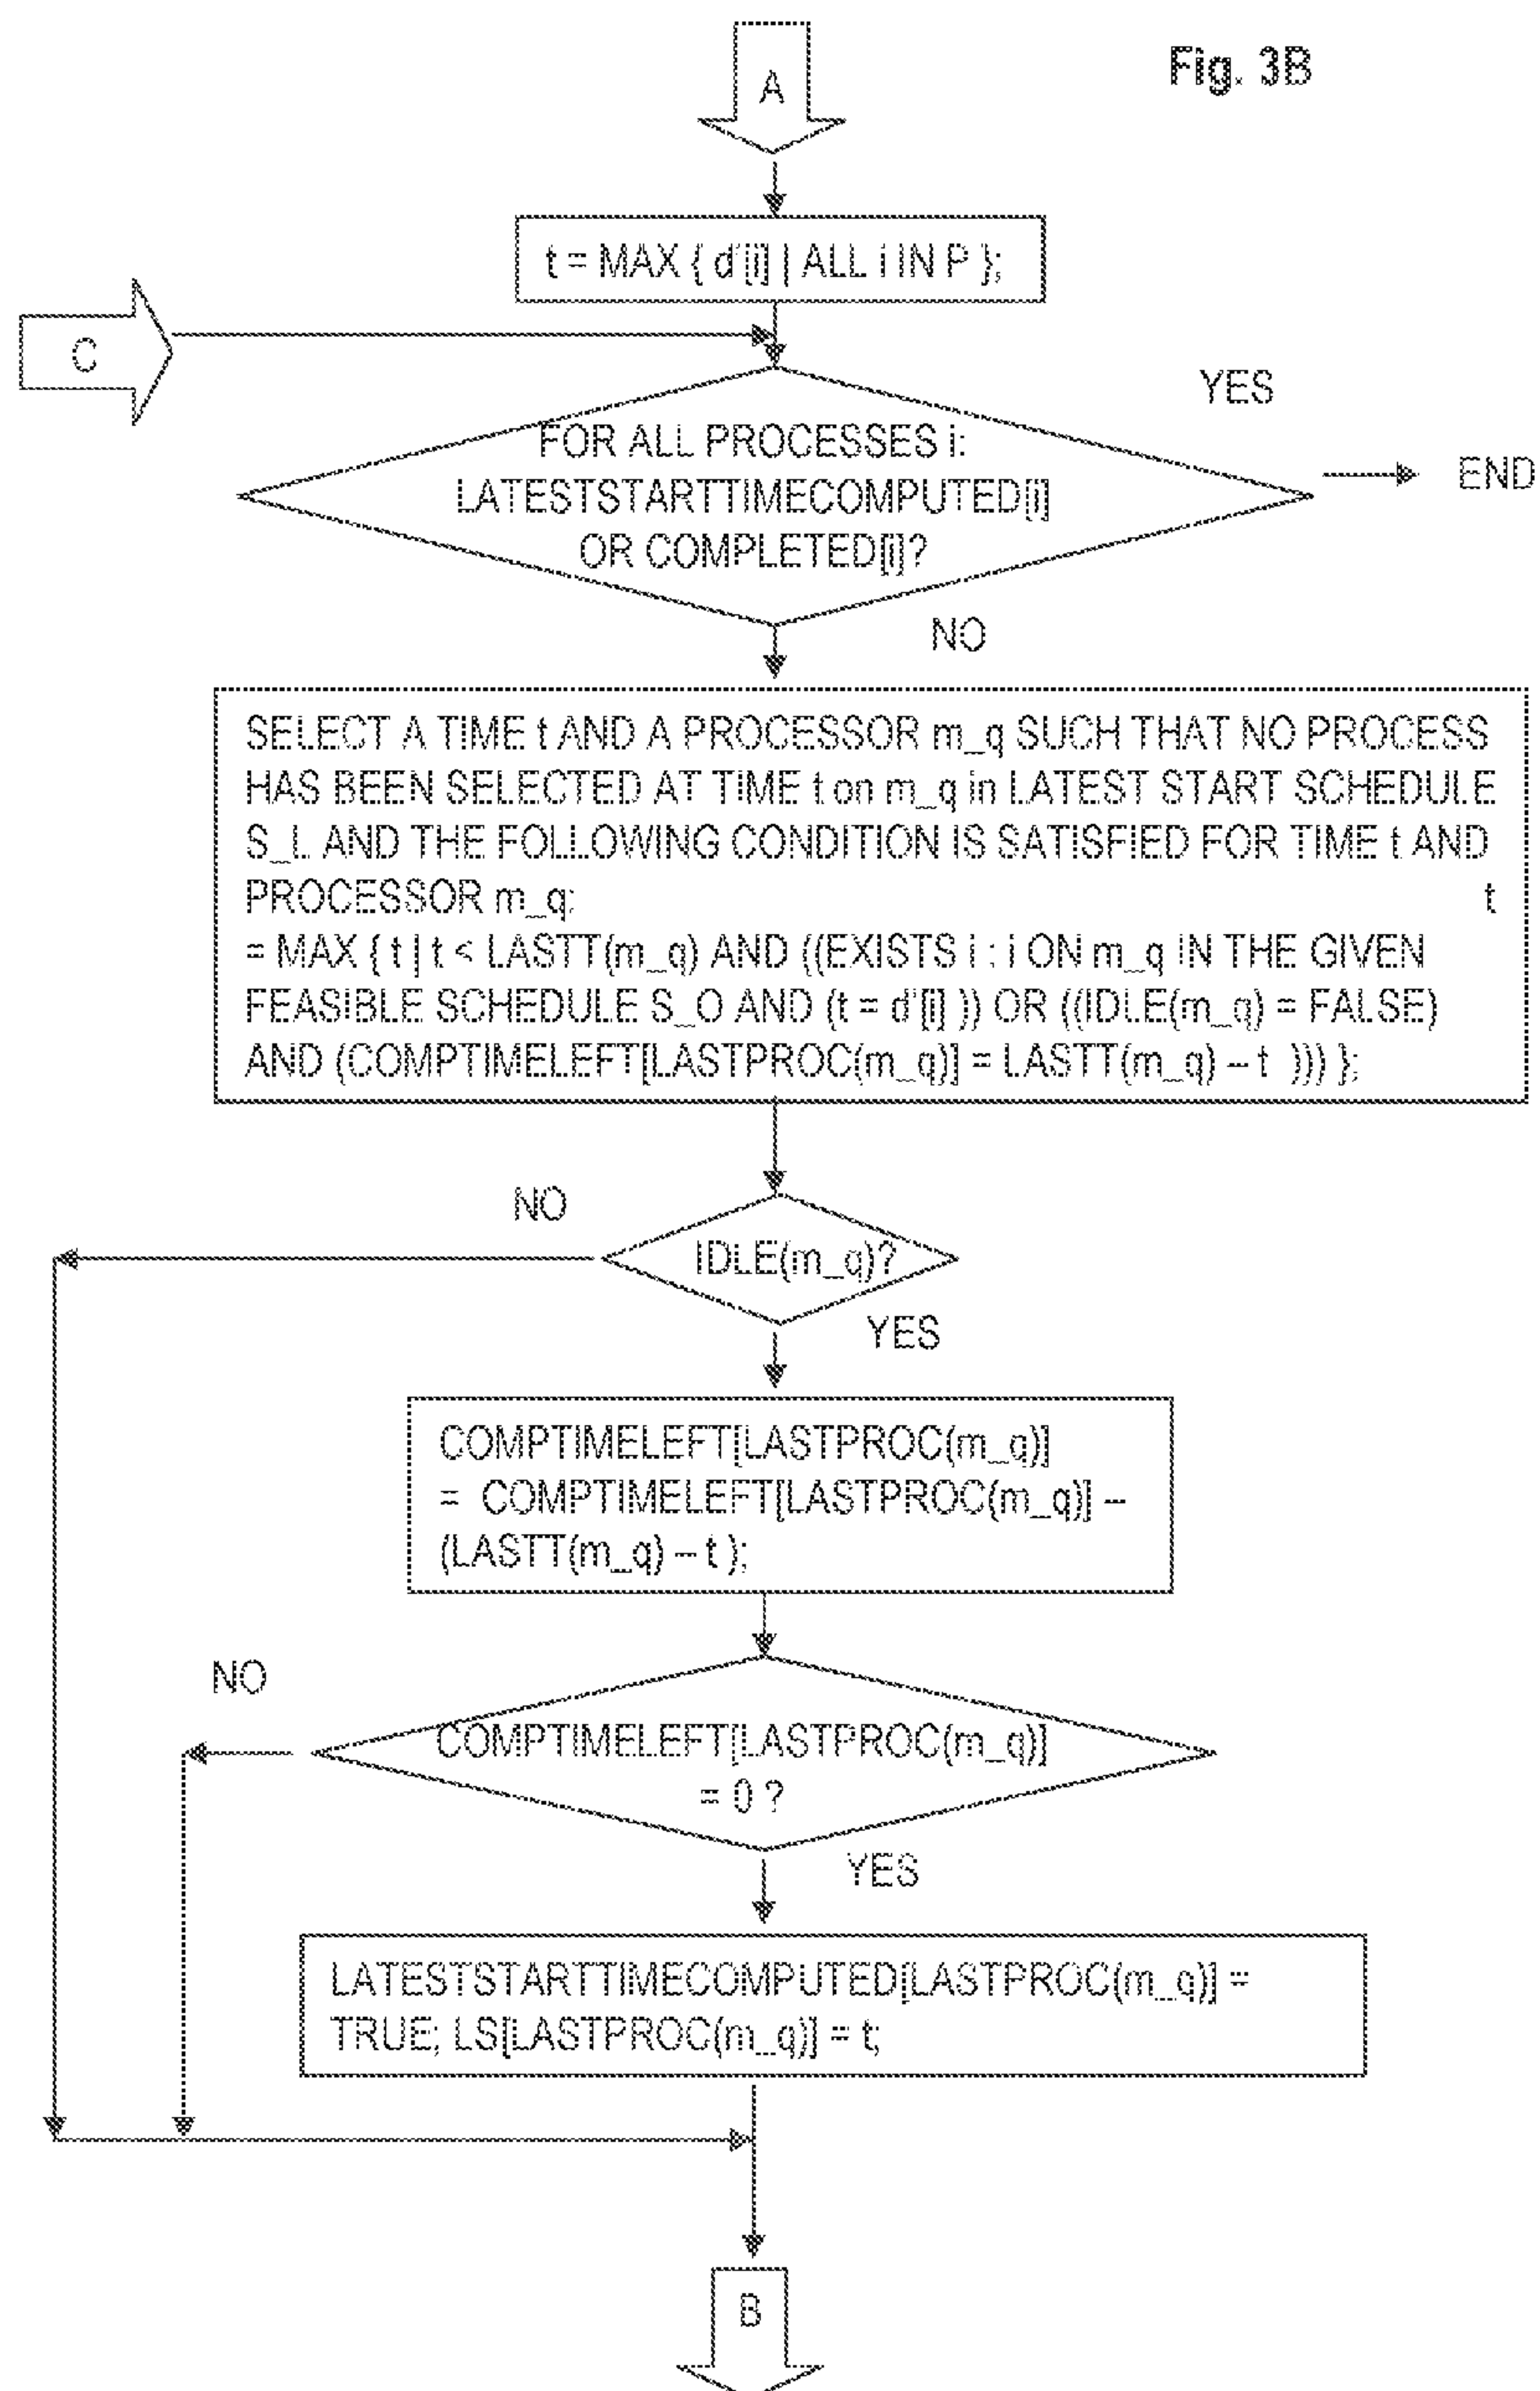 Fig. 3B
A
t = MAX { d'[i] | ALL i IN P };
C
YES
FOR ALL PROCESSES i:
LATESTSTARTTIMECOMPUTED[i]
OR COMPLETED[i]?
END
NO
SELECT A TIME t AND A PROCESSOR m_q SUCH THAT NO PROCESS
HAS BEEN SELECTED AT TIME t on m_q in LATEST START SCHEDULE
S_L AND THE FOLLOWING CONDITION IS SATISFIED FOR TIME t AND
PROCESSOR m_q: t
= MAX { t | t < LASTT(m_q) AND ((EXISTS i : i ON m_q IN THE GIVEN
FEASIBLE SCHEDULE S_O AND (t = d'[i] )) OR ((IDLE(m_q) = FALSE)
AND (COMPTIMELEFT[LASTPROC(m_q)] = LASTT(m_q) – t ))) };
NO
IDLE(m_q)?
YES
COMPTIMELEFT[LASTPROC(m_q)]
= COMPTIMELEFT[LASTPROC(m_q)] –
(LASTT(m_q) – t );
NO
COMPTIMELEFT[LASTPROC(m_q)]
= 0 ?
YES
LATESTSTARTTIMECOMPUTED[LASTPROC(m_q)] =
TRUE; LS[LASTPROC(m_q)] = t;
B